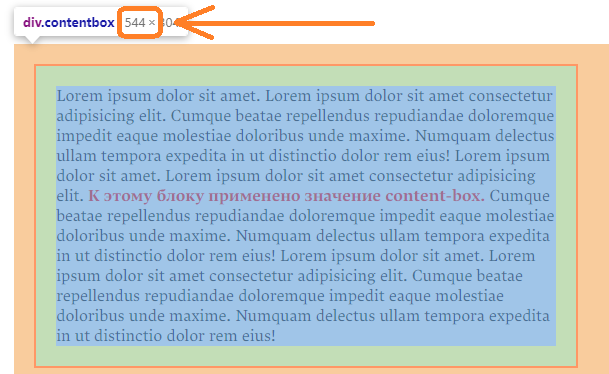 div.contentbox 544 × 304
Lorem ipsum dolor sit amet. Lorem ipsum dolor sit amet consectetur
adipisicing elit. Cumque beatae repellendus repudiandae doloremque
impedit eaque molestiae doloribus unde maxime. Numquam delectus
ullam tempora expedita in ut distinctio dolor rem eius! Lorem ipsum
dolor sit amet. Lorem ipsum dolor sit amet consectetur adipisicing
elit. К этому блоку применено значение content-box. Cumque
beatae repellendus repudiandae doloremque impedit eaque molestiae
doloribus unde maxime. Numquam delectus ullam tempora expedita
in ut distinctio dolor rem eius! Lorem ipsum dolor sit amet. Lorem
ipsum dolor sit amet consectetur adipisicing elit. Cumque beatae
repellendus repudiandae doloremque impedit eaque molestiae
doloribus unde maxime. Numquam delectus ullam tempora expedita
in ut distinctio dolor rem eius!